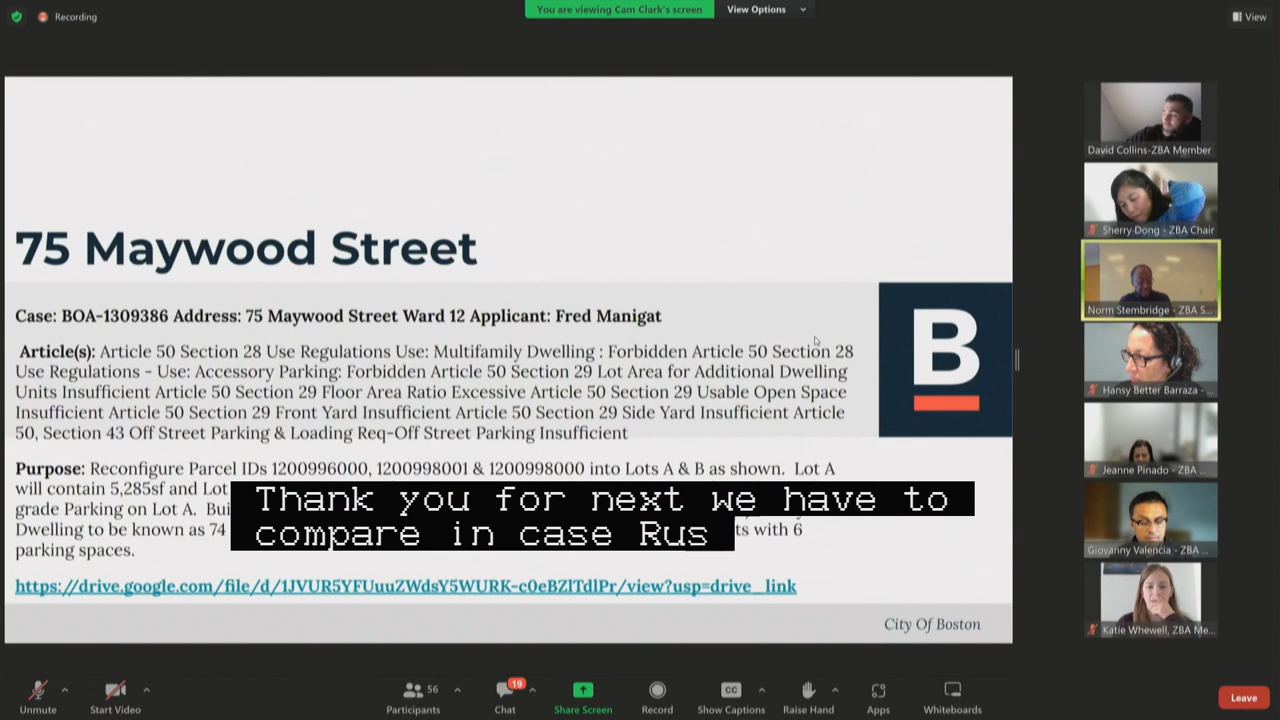 Recording
You are viewing Cam Clark's screen
View Options
View
75 Maywood Street
Case: BOA-1309386 Address: 75 Maywood Street Ward 12 Applicant: Fred Manigat
Article(s): Article 50 Section 28 Use Regulations Use: Multifamily Dwelling : Forbidden Article 50 Section 28
Use Regulations - Use: Accessory Parking: Forbidden Article 50 Section 29 Lot Area for Additional Dwelling
Units Insufficient Article 50 Section 29 Floor Area Ratio Excessive Article 50 Section 29 Usable Open Space
Insufficient Article 50 Section 29 Front Yard Insufficient Article 50 Section 29 Side Yard Insufficient Article
50, Section 43 Off Street Parking & Loading Req-Off Street Parking Insufficient
B
Purpose: Reconfigure Parcel IDs 1200996000, 1200998001 & 1200998000 into Lots A & B as shown. Lot A
will contain 5,285sf and Lot
grade Parking on Lot A. Bui
Dwelling to be known as 74 ts with 6
parking spaces.
Thank you for next we have to
compare in case Rus
https://drive.google.com/file/d/1JVUR5YFUuuZWdsY5WURK-c0eBZlTdlPr/view?usp=drive_link
City Of Boston
David Collins-ZBA Member
Sherry Dong - ZBA Chair
Norm Stembridge - ZBA S...
Hansy Better Barraza - ...
Jeanne Pinado - ZBA ...
Giovanny Valencia - ZBA ...
Katie Whewell, ZBA Me...
Unmute
Start Video
56
Participants
19
Chat
Share Screen
Record
CC
Show Captions
Raise Hand
Apps
Whiteboards
Leave